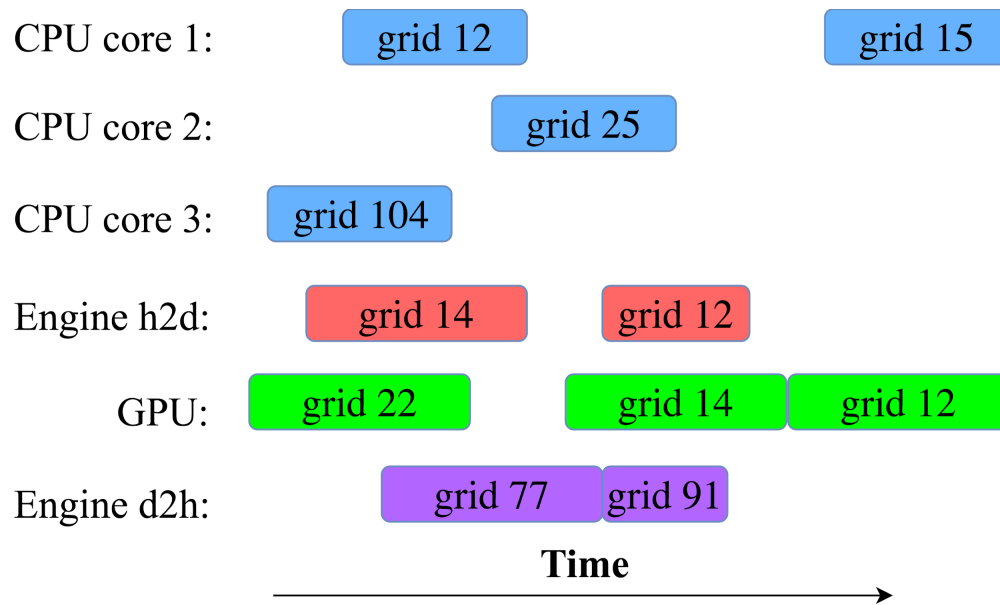 CPU core 1: grid 12 grid 15
CPU core 2: grid 25
CPU core 3: grid 104
Engine h2d: grid 14 grid 12
GPU: grid 22 grid 14 grid 12
Engine d2h: grid 77 grid 91
Time